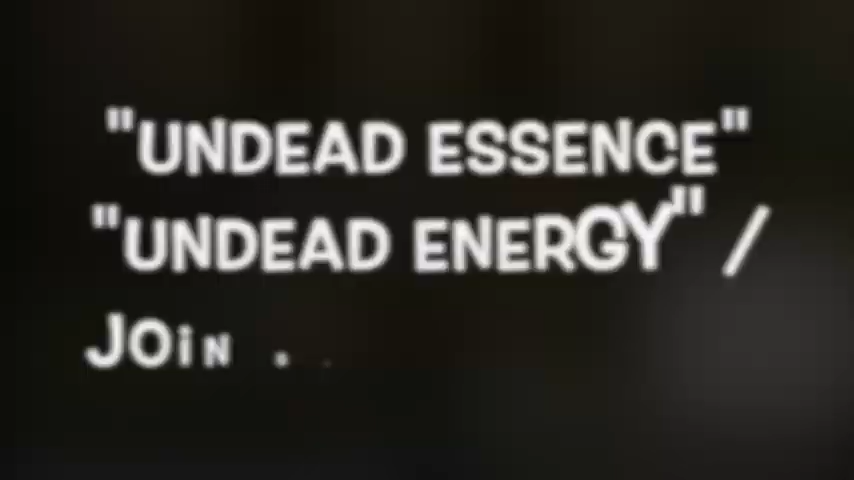 "UNDEAD ESSENCE"
"UNDEAD ENERGY" /
JOiN . .